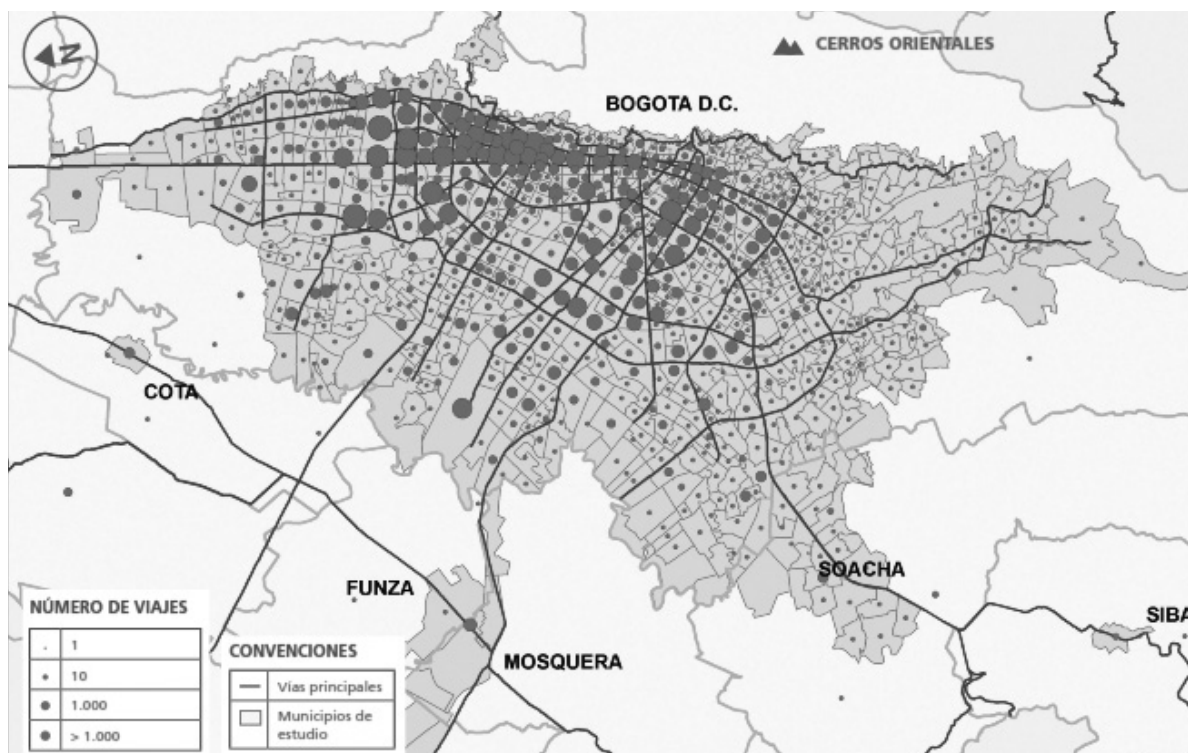 N
CERROS ORIENTALES
BOGOTA D.C.
COTA
FUNZA
SOACHA
SIBA
MOSQUERA
NÚMERO DE VIAJES
1
10
1.000
> 1.000
CONVENCIONES
Vías principales
Municipios de
estudio